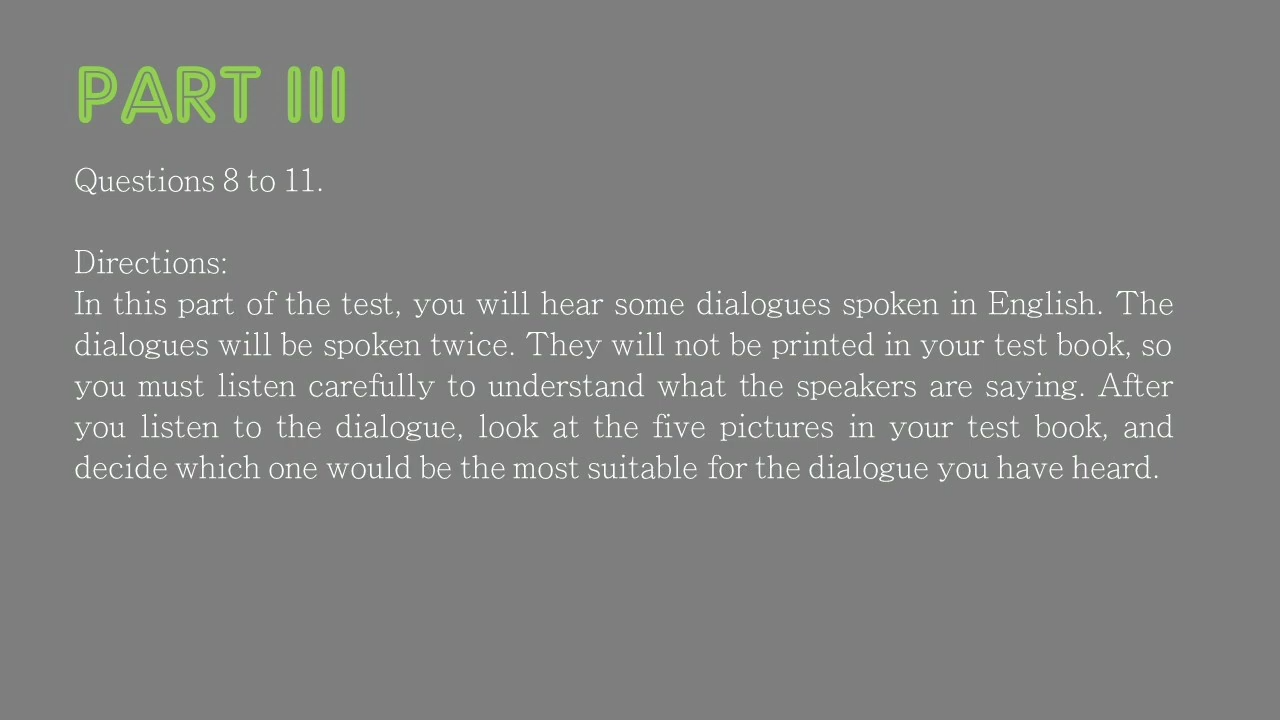 PART III
Questions 8 to 11.
Directions:
In this part of the test, you will hear some dialogues spoken in English. The
dialogues will be spoken twice. They will not be printed in your test book, so
you must listen carefully to understand what the speakers are saying. After
you listen to the dialogue, look at the five pictures in your test book, and
decide which one would be the most suitable for the dialogue you have heard.